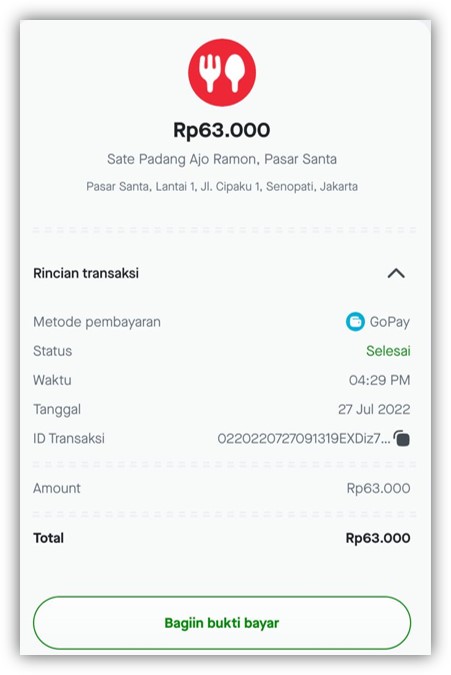 Rp63.000
Sate Padang Ajo Ramon, Pasar Santa
Pasar Santa, Lantai 1, Jl. Cipaku 1, Senopati, Jakarta
Rincian transaksi
Metode pembayaran GoPay
Status Selesai
Waktu 04:29 PM
Tanggal 27 Jul 2022
ID Transaksi 0220220727091319EXDiz7...
Amount Rp63.000
Total Rp63.000
Bagiin bukti bayar